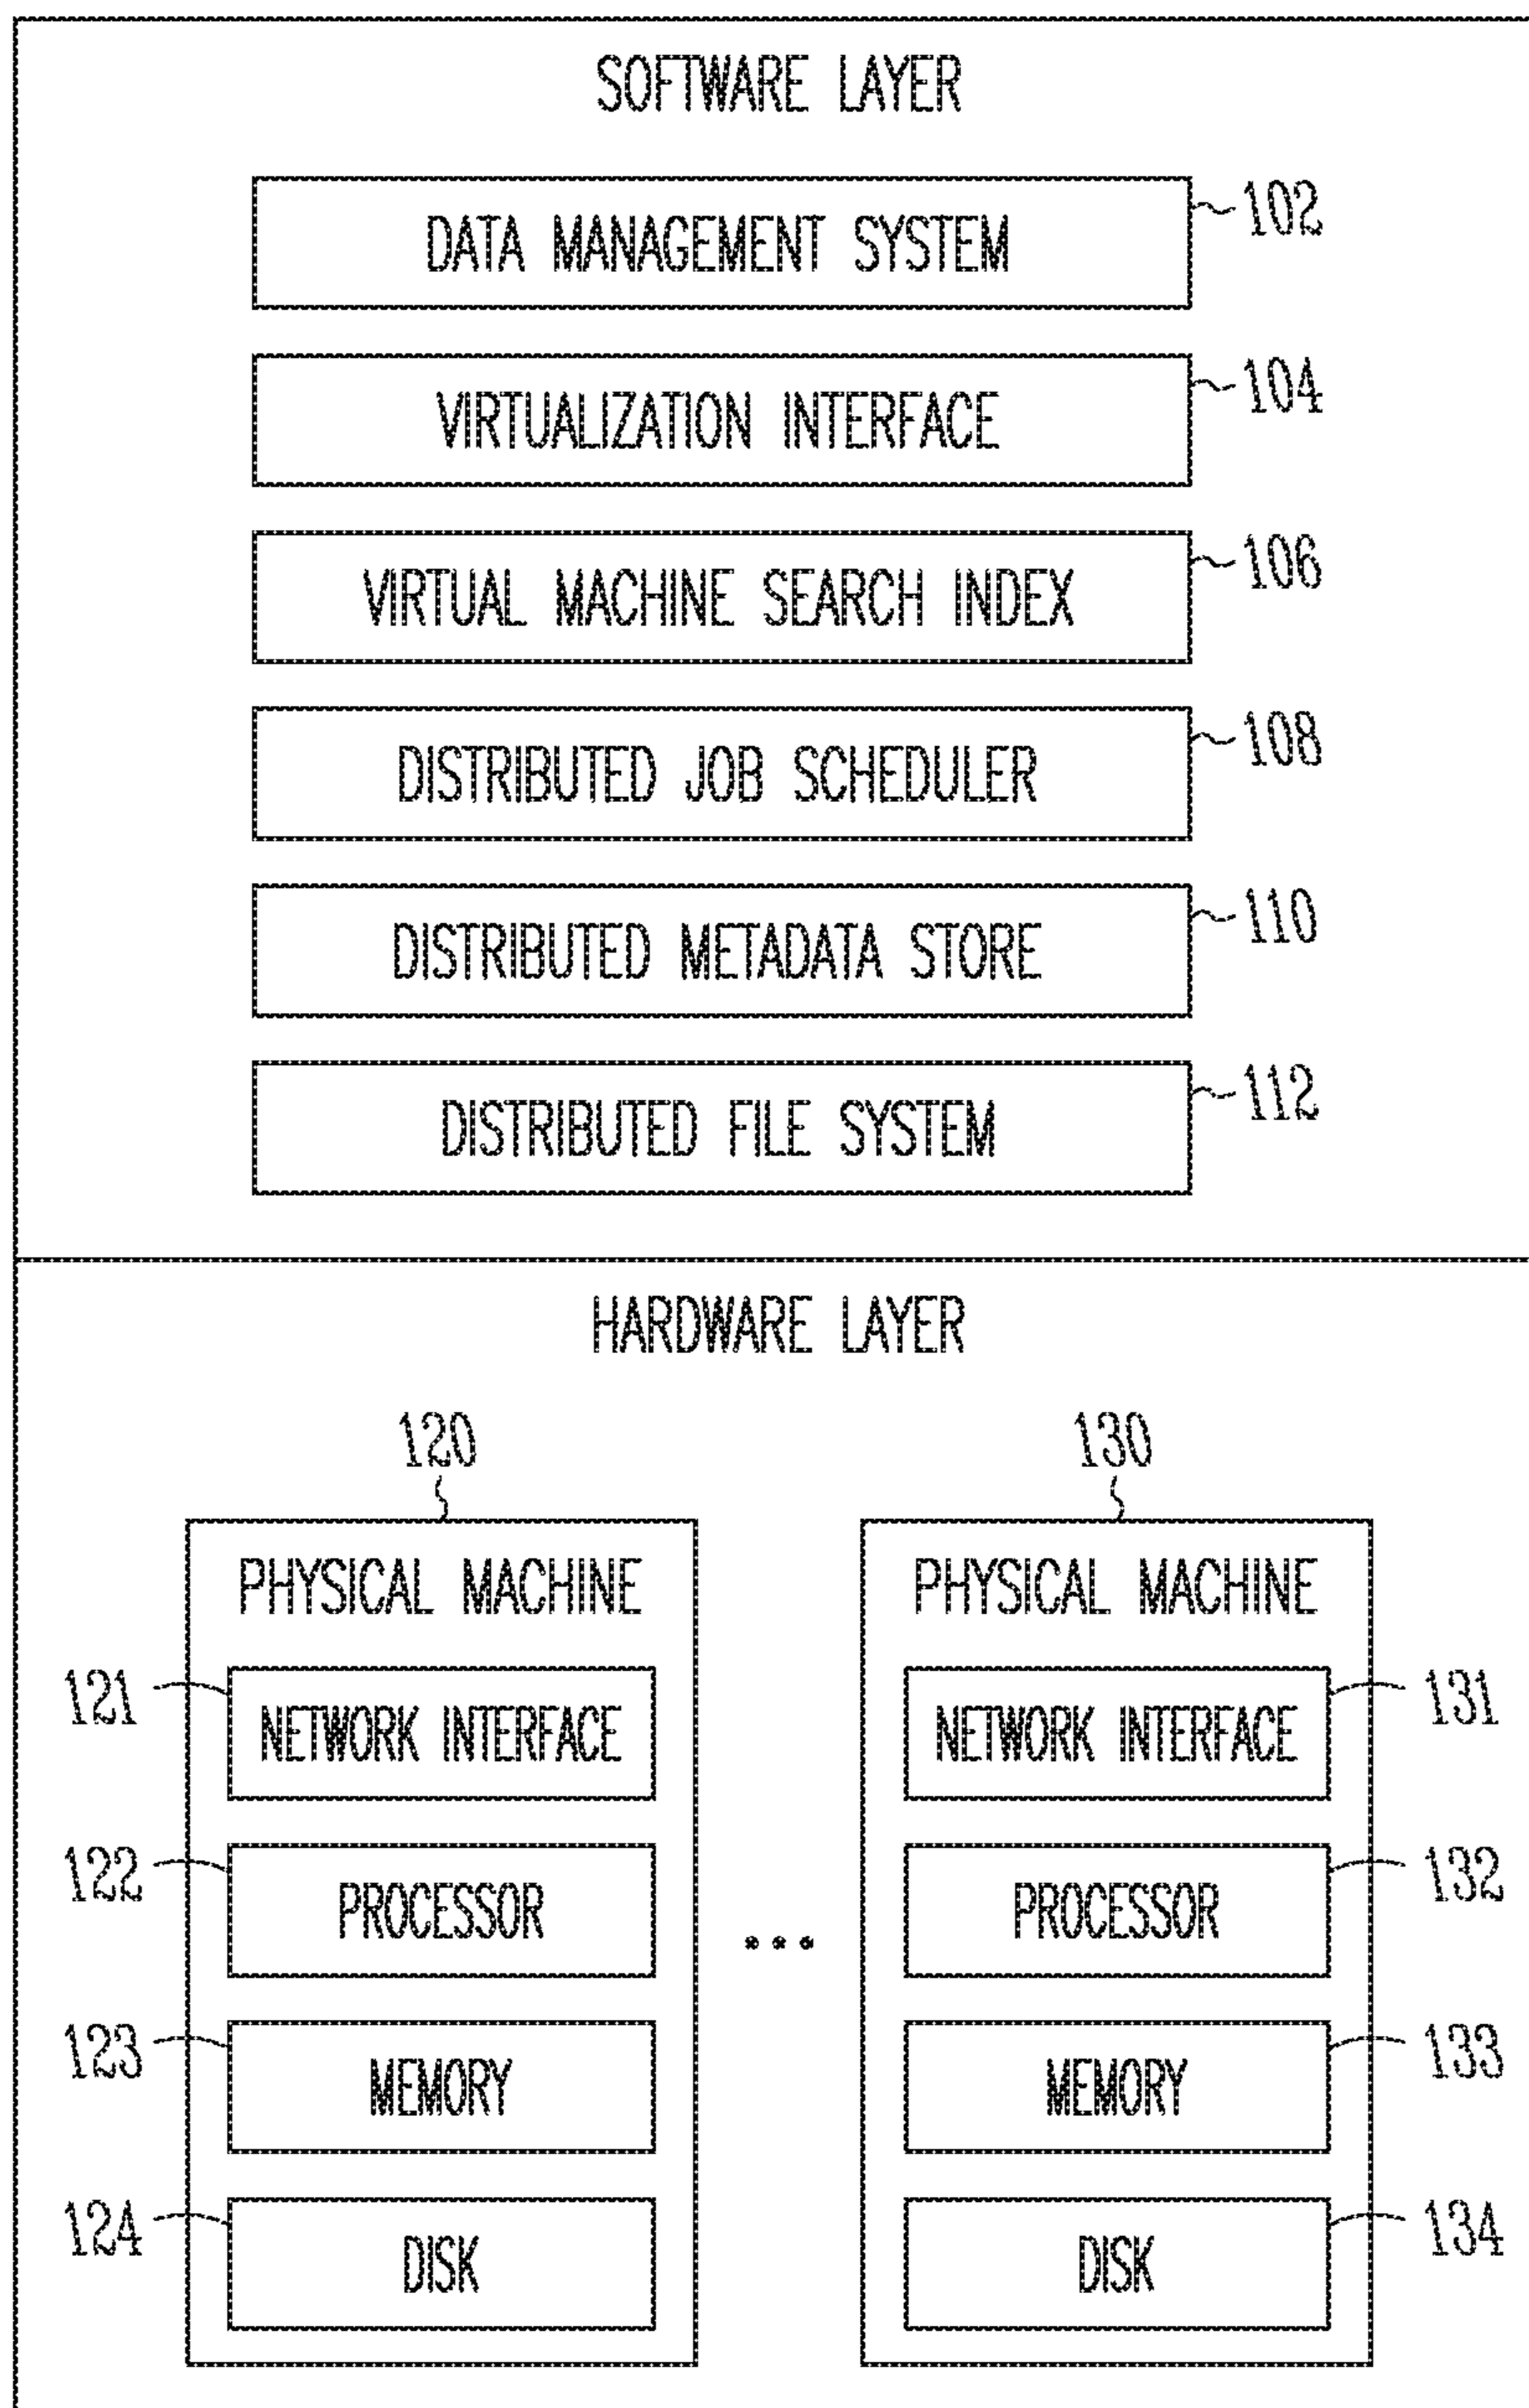 SOFTWARE LAYER
DATA MANAGEMENT SYSTEM 102
VIRTUALIZATION INTERFACE 104
VIRTUAL MACHINE SEARCH INDEX 106
DISTRIBUTED JOB SCHEDULER 108
DISTRIBUTED METADATA STORE 110
DISTRIBUTED FILE SYSTEM 112
HARDWARE LAYER
120 130
PHYSICAL MACHINE PHYSICAL MACHINE
121 NETWORK INTERFACE NETWORK INTERFACE 131
122 PROCESSOR ... PROCESSOR 132
123 MEMORY MEMORY 133
124 DISK DISK 134